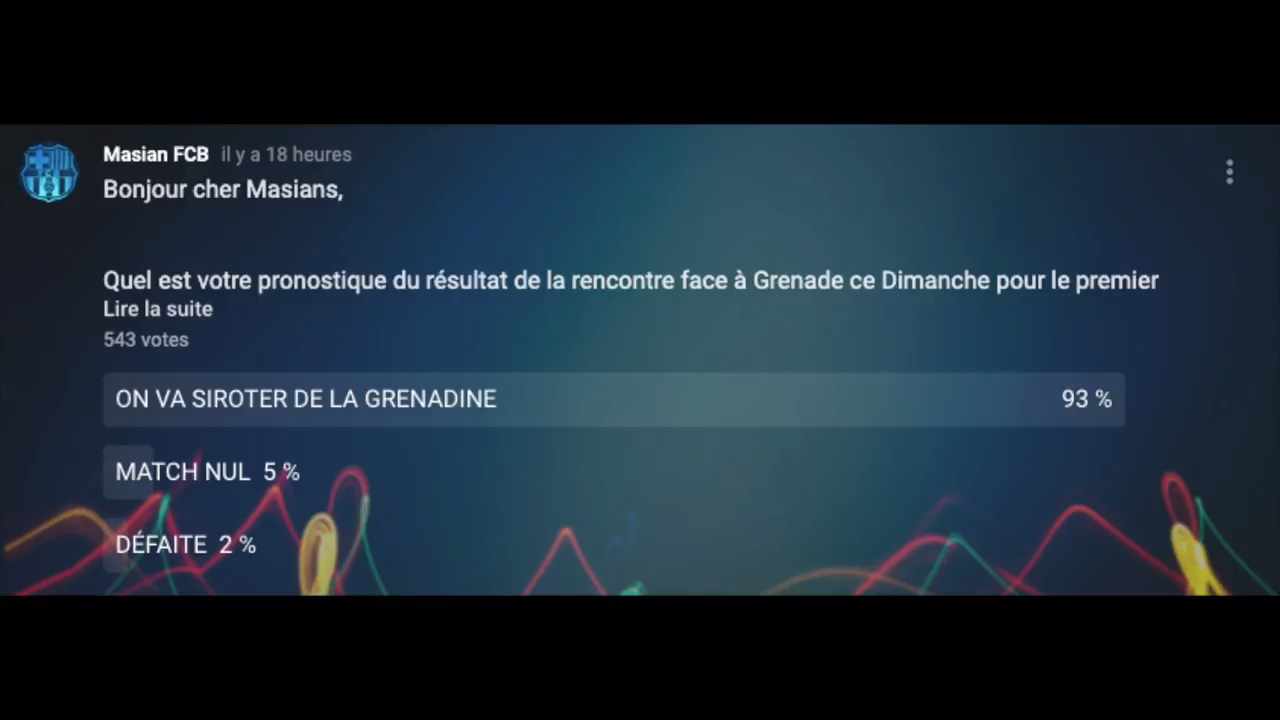 Masian FCB il y a 18 heures
Bonjour cher Masians,
Quel est votre pronostique du résultat de la rencontre face à Grenade ce Dimanche pour le premier
Lire la suite
543 votes
ON VA SIROTER DE LA GRENADINE 93 %
MATCH NUL 5 %
DÉFAITE 2 %